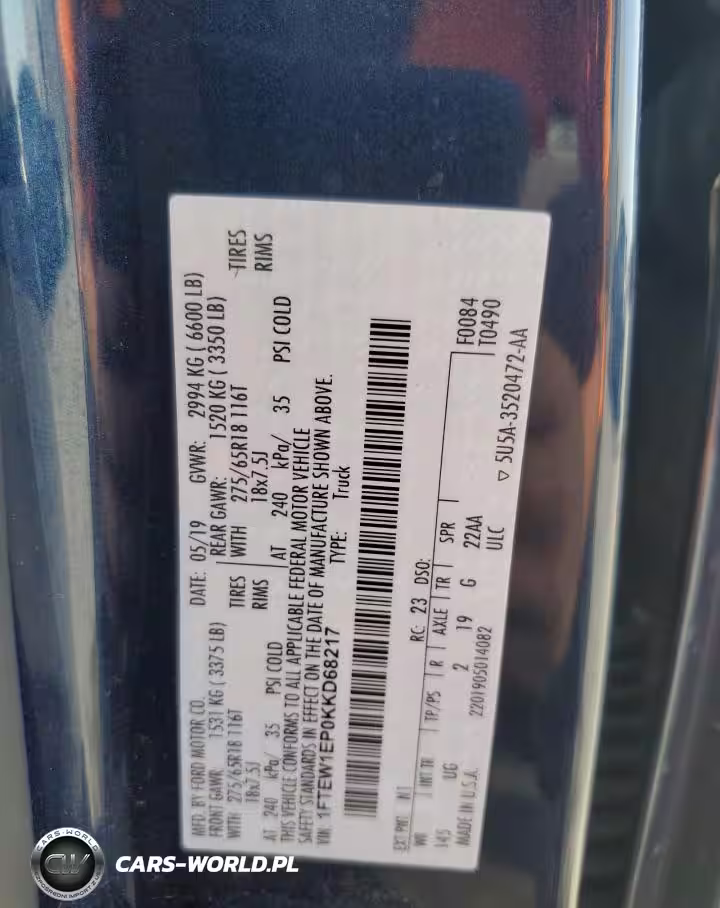 MFD. BY FORD MOTOR CO.
DATE: 05/19 GVWR: 2994 KG ( 6600 LB)
FRONT GAWR: 1531 KG ( 3375 LB) REAR GAWR: 1520 KG ( 3350 LB)
WITH 275/65R18 116T TIRES WITH 275/65R18 116T TIRES
18x7.5J RIMS 18x7.5J RIMS
AT 240 kPa/ 35 PSI COLD AT 240 kPa/ 35 PSI COLD
THIS VEHICLE CONFORMS TO ALL APPLICABLE FEDERAL MOTOR VEHICLE
SAFETY STANDARDS IN EFFECT ON THE DATE OF MANUFACTURE SHOWN ABOVE.
VIN: 1FTEW1EP0KKD68217 TYPE: Truck
EXT PNT: N1 RC: 23 DSO: F0084
WB INT TR TP/PS R AXLE TR SPR T0490
145 UG 2 19 G 22AA
MADE IN U.S.A. 2201905014082 ULC ▽ 5U5A-3520472-AA
CARS-WORLD
CW
CARS-WORLD.PL